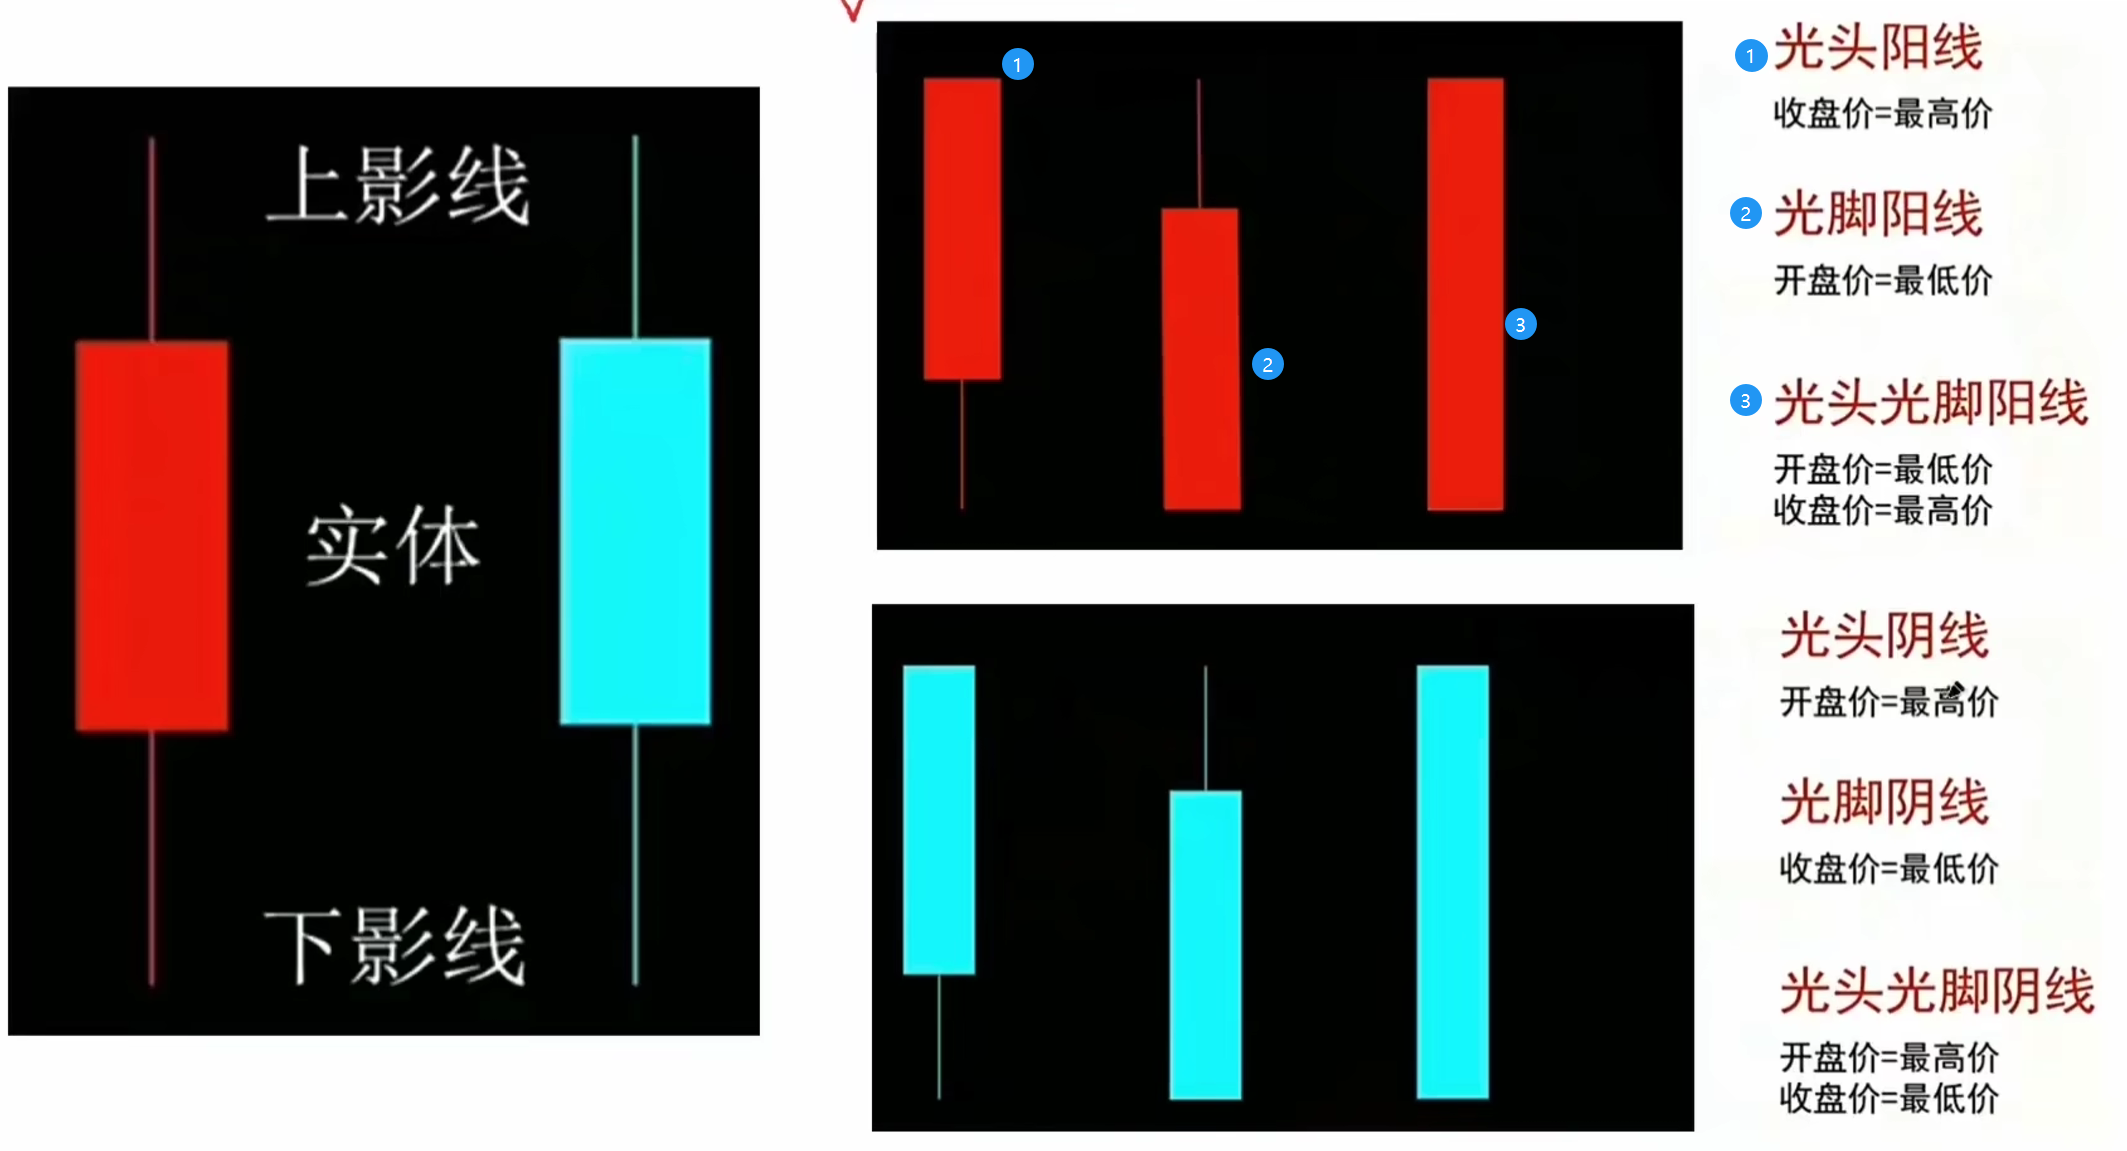 上影线
实体
下影线
1
2
3
1 光头阳线
收盘价=最高价
2 光脚阳线
开盘价=最低价
3 光头光脚阳线
开盘价=最低价
收盘价=最高价
光头阴线
开盘价=最高价
光脚阴线
收盘价=最低价
光头光脚阴线
开盘价=最高价
收盘价=最低价